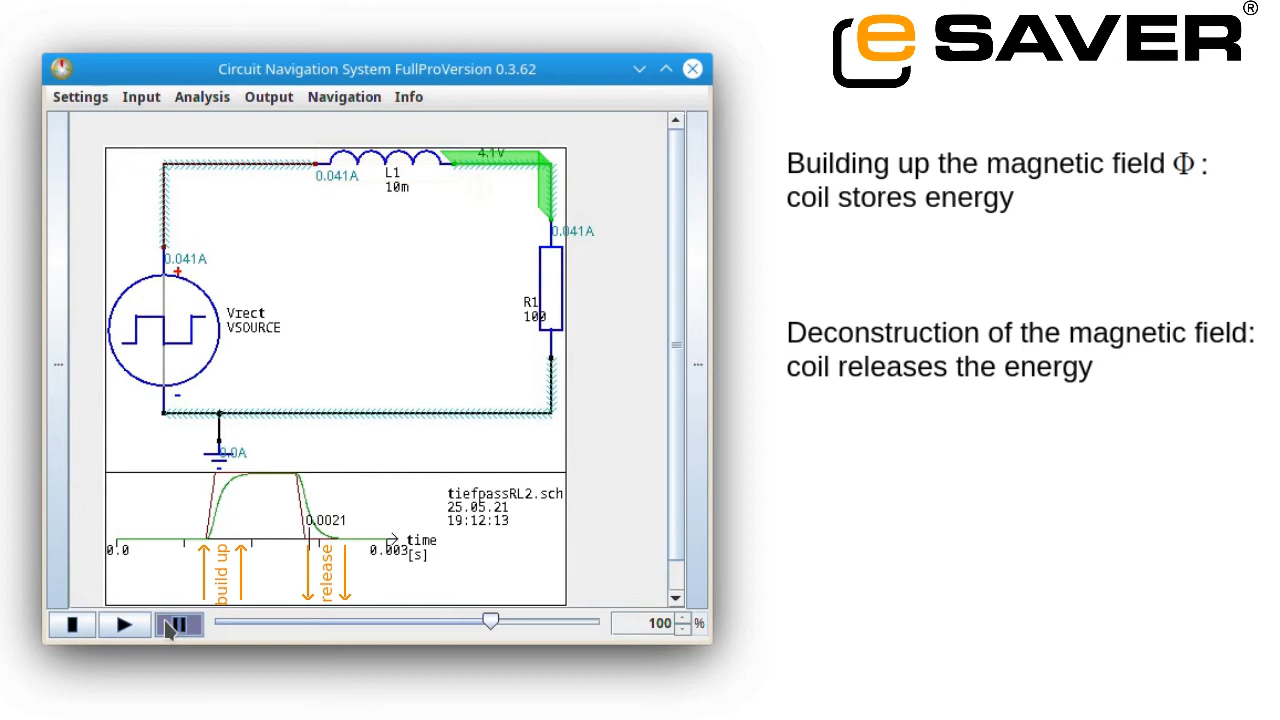 e SAVER®
Circuit Navigation System FullProVersion 0.3.62
Settings Input Analysis Output Navigation Info
4.1V
0.041A
L1
10m
0.041A
0.041A
+
Vrect
VSOURCE
R1
100
-
0.0A
tiefpassRL2.sch
25.05.21
19:12:13
0.0021
0.0
0.003
time
[s]
build up
release
100 %
Building up the magnetic field Φ :
coil stores energy
Deconstruction of the magnetic field:
coil releases the energy